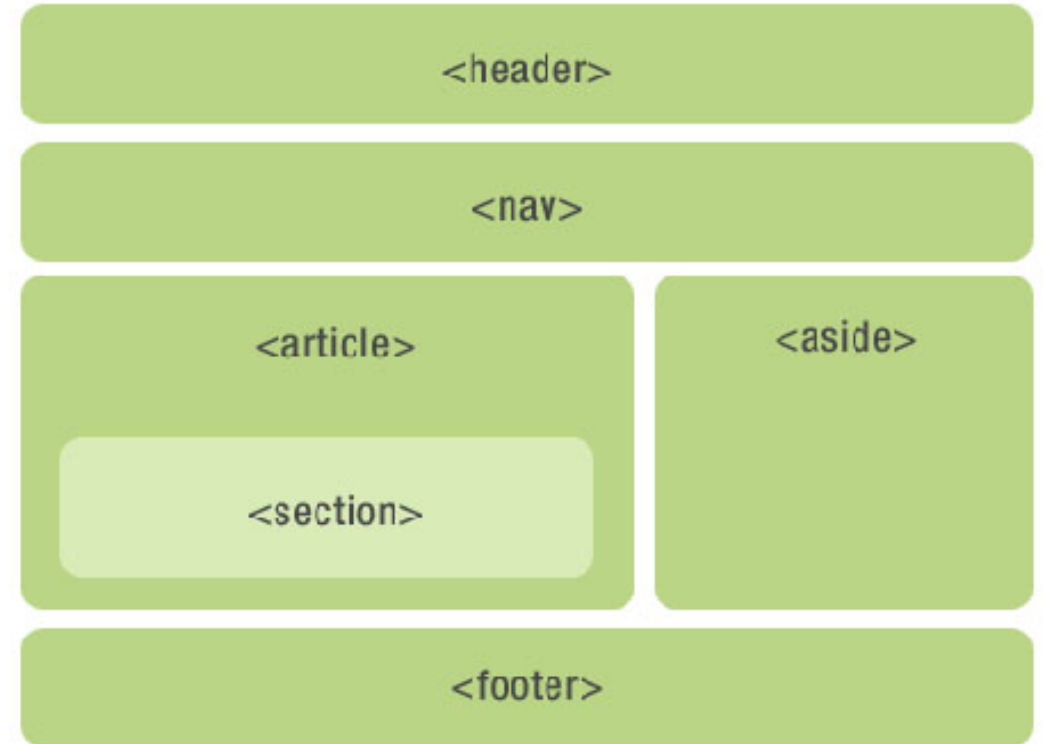 <header>
<nav>
<article>
<aside>
<section>
<footer>